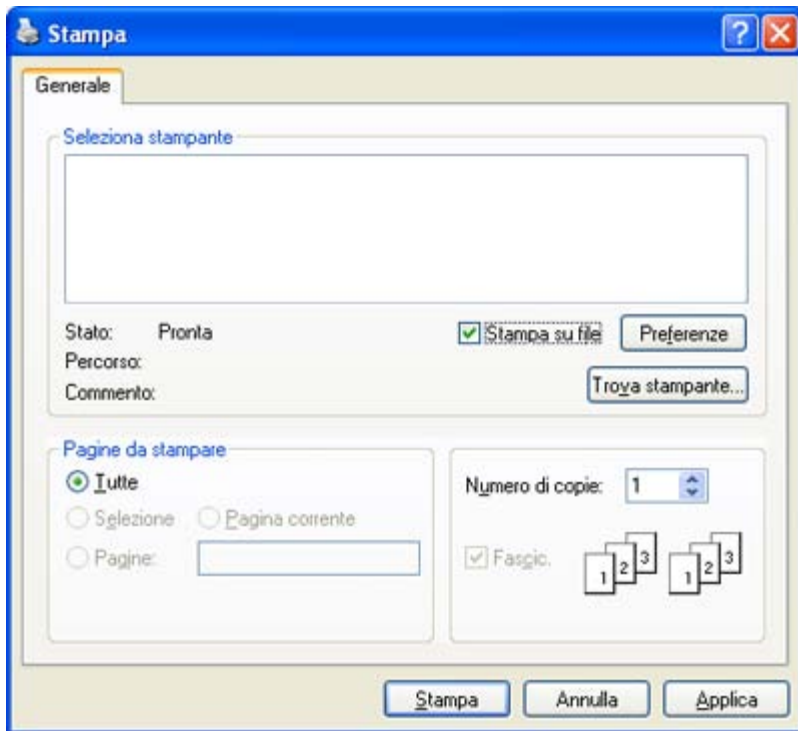 Stampa
Generale
Seleziona stampante
Stato: Pronta
Stampa su file
Preferenze
Percorso:
Commento:
Trova stampante...
Pagine da stampare
Tutte
Selezione
Pagina corrente
Pagine:
Numero di copie: 1
Fascic.
1 2 3
1 2 3
Stampa
Annulla
Applica